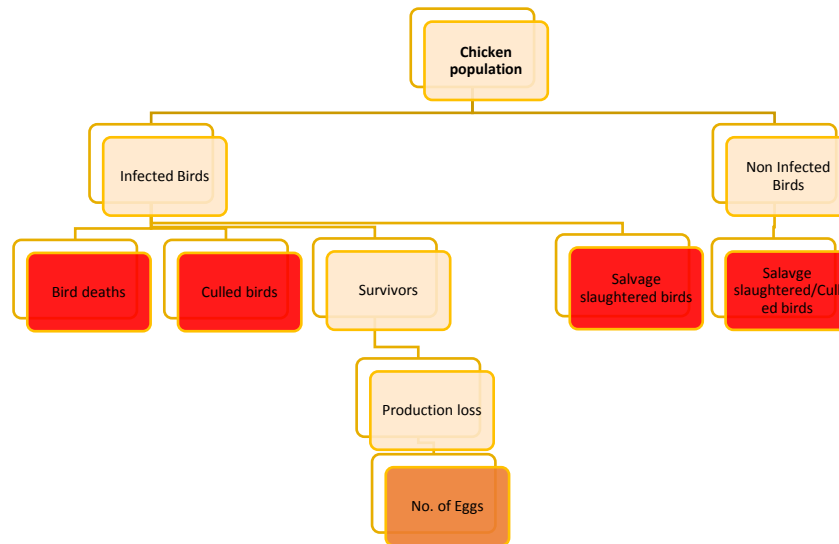 Chicken
population
Infected Birds
Non Infected
Birds
Bird deaths
Culled birds
Survivors
Salvage
slaughtered birds
Salavge
slaughtered/Cull
ed birds
Production loss
No. of Eggs